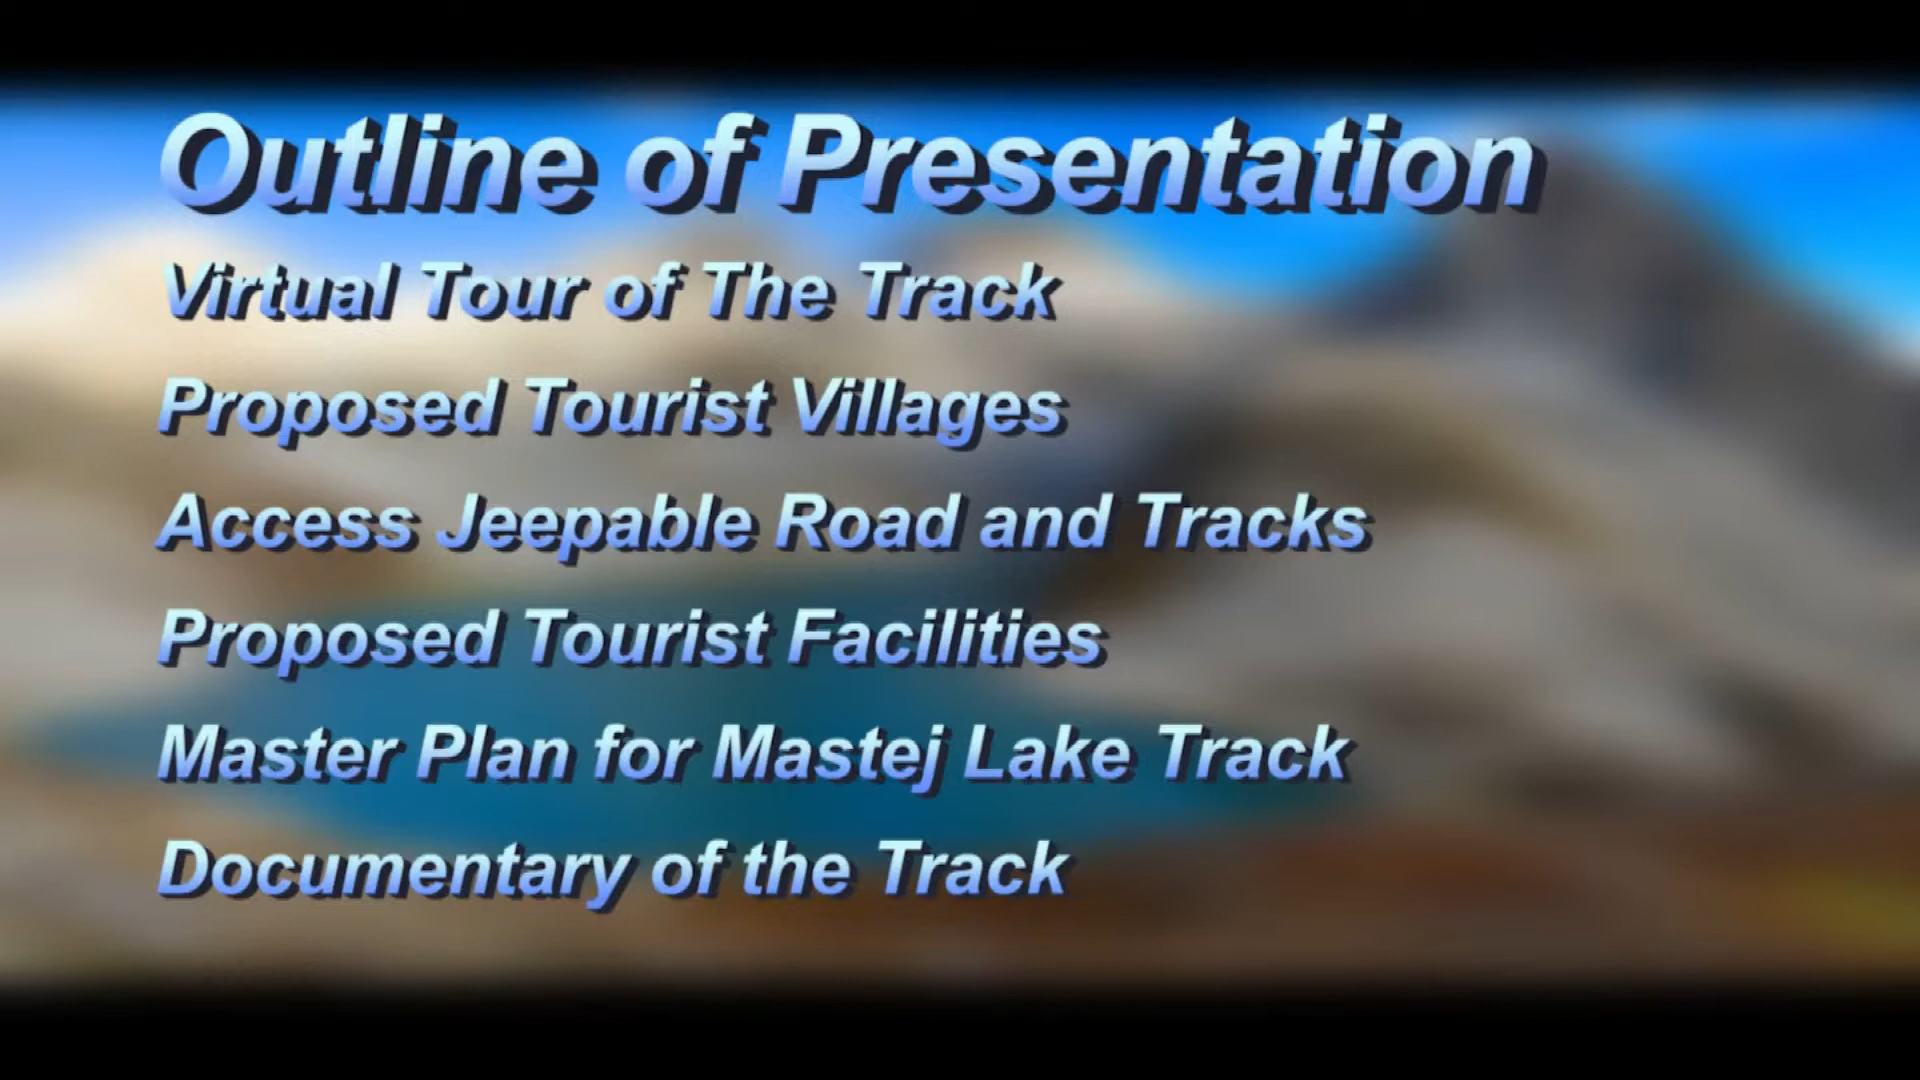 Outline of Presentation
Virtual Tour of The Track
Proposed Tourist Villages
Access Jeepable Road and Tracks
Proposed Tourist Facilities
Master Plan for Mastej Lake Track
Documentary of the Track